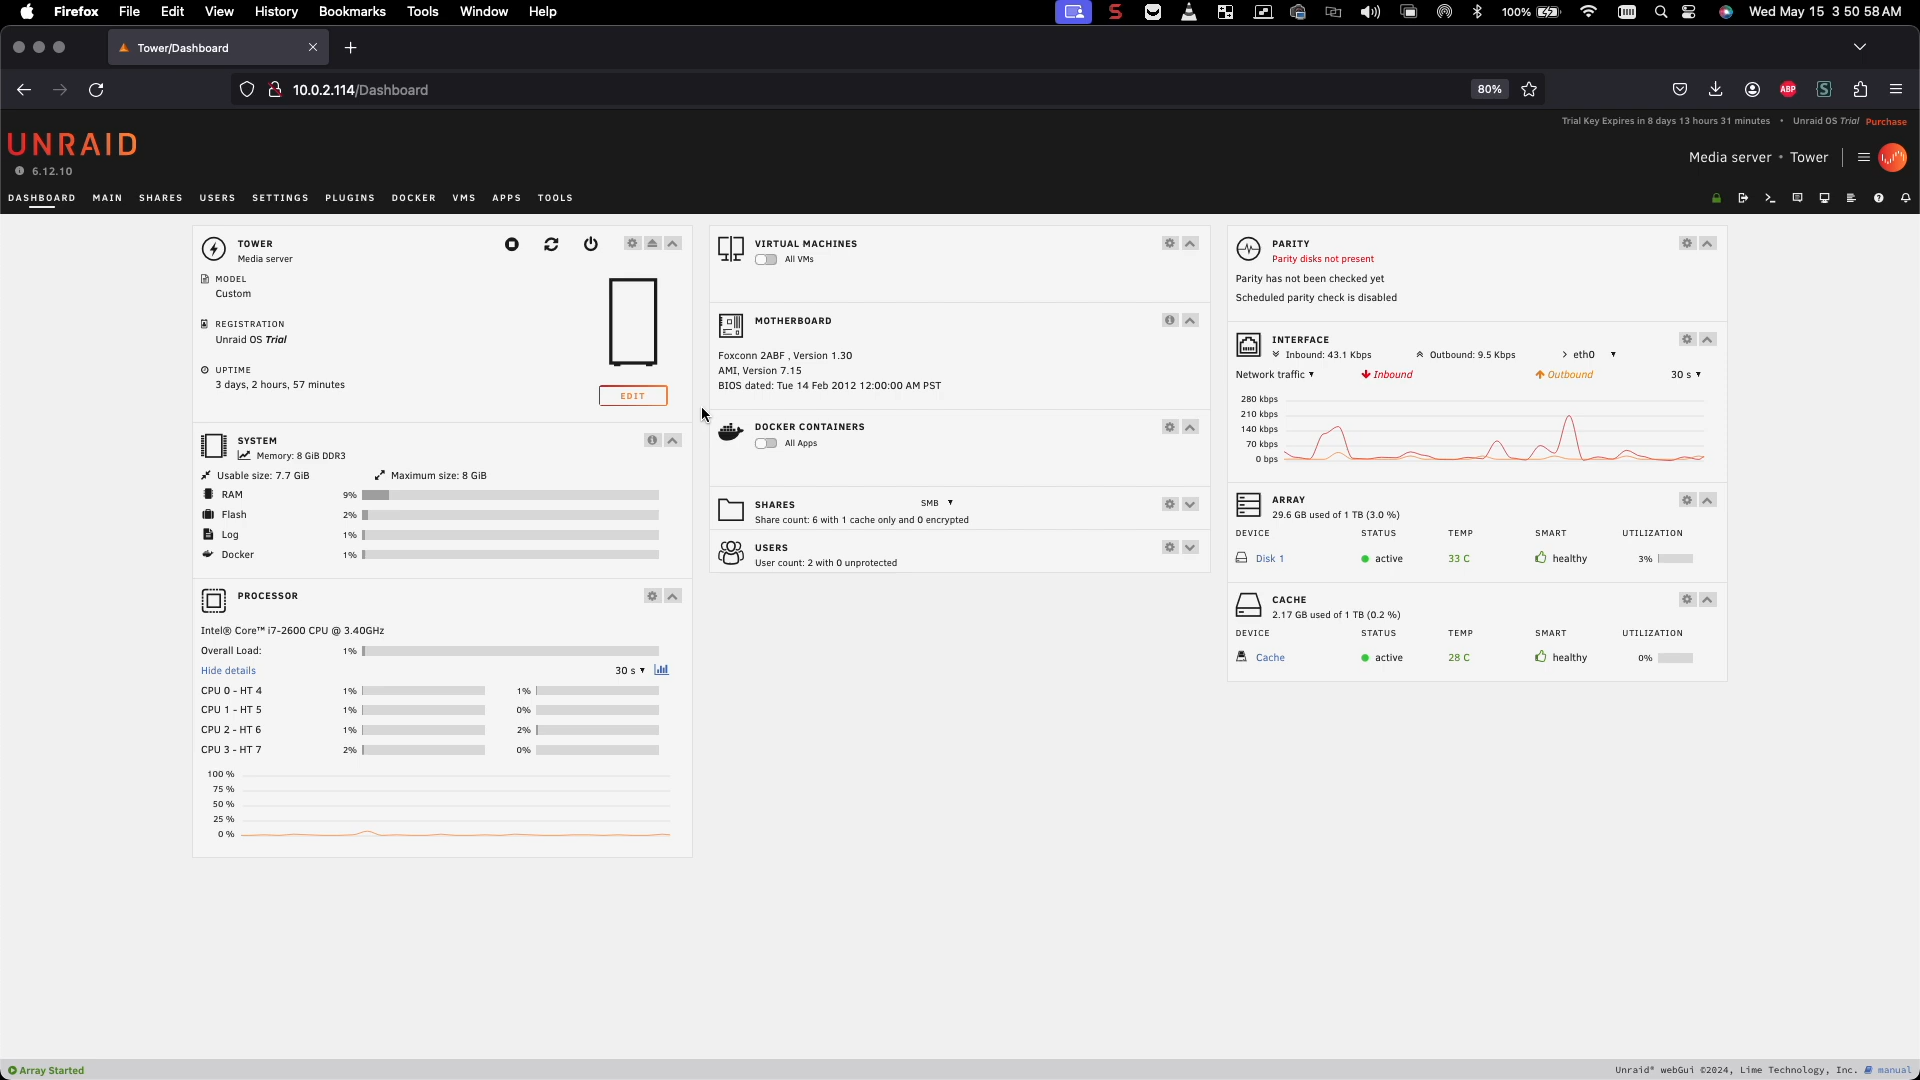 Firefox File Edit View History Bookmarks Tools Window Help
100% Wed May 15 3 50 58 AM
Tower/Dashboard
10.0.2.114/Dashboard
80%
ABP
Trial Key Expires in 8 days 13 hours 31 minutes • Unraid OS Trial Purchase
UNRAID
6.12.10
Media server • Tower
DASHBOARD MAIN SHARES USERS SETTINGS PLUGINS DOCKER VMS APPS TOOLS
TOWER
Media server
MODEL
Custom
REGISTRATION
Unraid OS Trial
UPTIME
3 days, 2 hours, 57 minutes
EDIT
SYSTEM
Memory: 8 GiB DDR3
Usable size: 7.7 GiB Maximum size: 8 GiB
RAM 9%
Flash 2%
Log 1%
Docker 1%
PROCESSOR
Intel® Core™ i7-2600 CPU @ 3.40GHz
Overall Load: 1%
Hide details 30 s
CPU 0 - HT 4 1% 1%
CPU 1 - HT 5 1% 0%
CPU 2 - HT 6 1% 2%
CPU 3 - HT 7 2% 0%
100 %
75 %
50 %
25 %
0 %
VIRTUAL MACHINES
All VMs
MOTHERBOARD
Foxconn 2ABF , Version 1.30
AMI, Version 7.15
BIOS dated: Tue 14 Feb 2012 12:00:00 AM PST
DOCKER CONTAINERS
All Apps
SHARES SMB
Share count: 6 with 1 cache only and 0 encrypted
USERS
User count: 2 with 0 unprotected
PARITY
Parity disks not present
Parity has not been checked yet
Scheduled parity check is disabled
INTERFACE
Inbound: 43.1 Kbps Outbound: 9.5 Kbps eth0
Network traffic Inbound Outbound 30 s
280 kbps
210 kbps
140 kbps
70 kbps
0 bps
ARRAY
29.6 GB used of 1 TB (3.0 %)
DEVICE STATUS TEMP SMART UTILIZATION
Disk 1 active 33 C healthy 3%
CACHE
2.17 GB used of 1 TB (0.2 %)
DEVICE STATUS TEMP SMART UTILIZATION
Cache active 28 C healthy 0%
Array Started
Unraid® webGui ©2024, Lime Technology, Inc. manual